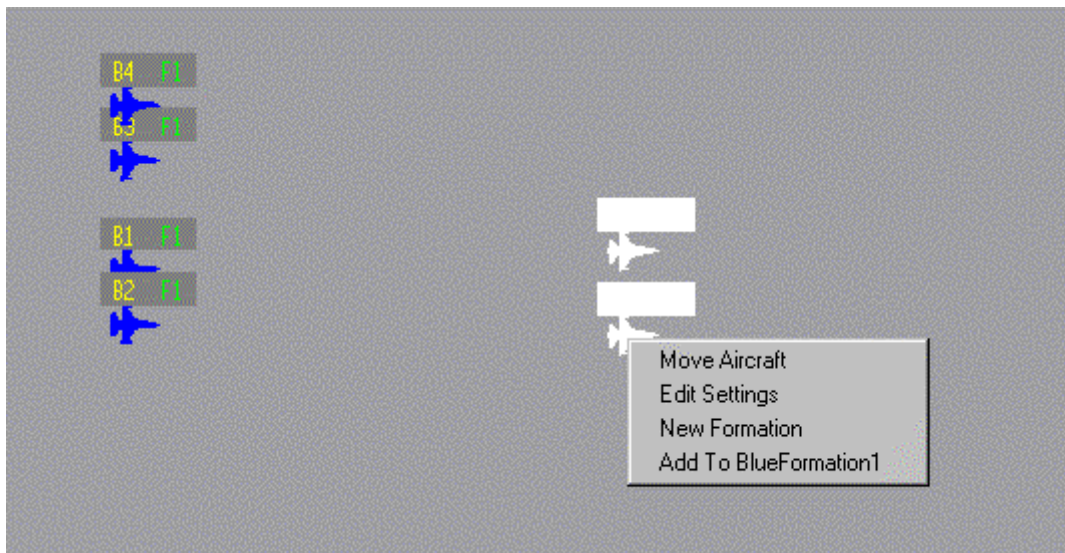 B4 F1
B3 F1
B1 F1
B2 F1
Move Aircraft
Edit Settings
New Formation
Add To BlueFormation1